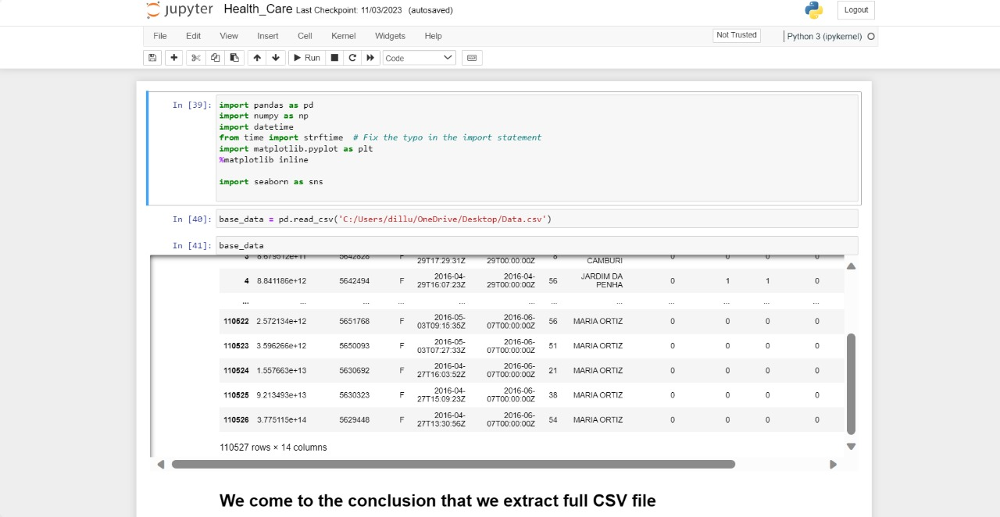 jupyter Health_Care Last Checkpoint: 11/03/2023 (autosaved)
Logout
File Edit View Insert Cell Kernel Widgets Help
Not Trusted
Python 3 (ipykernel)
Run
Code
In [39]:
import pandas as pd
import numpy as np
import datetime
from time import strftime # Fix the typo in the import statement
import matplotlib.pyplot as plt
%matplotlib inline
import seaborn as sns
In [40]: base_data = pd.read_csv('C:/Users/dillu/OneDrive/Desktop/Data.csv')
In [41]: base_data
3 8.679512e+11 5642828 F 29T17:29:31Z 29T00:00:00Z 8 CAMBURI 0 0 0 0
4 8.841186e+12 5642494 F 2016-04-29T16:07:23Z 2016-04-29T00:00:00Z 56 JARDIM DA PENHA 0 1 1 0
... ... ... ... ... ... ... ... ... ... ... ...
110522 2.572134e+12 5651768 F 2016-05-03T09:15:35Z 2016-06-07T00:00:00Z 56 MARIA ORTIZ 0 0 0 0
110523 3.596266e+12 5650093 F 2016-05-03T07:27:33Z 2016-06-07T00:00:00Z 51 MARIA ORTIZ 0 0 0 0
110524 1.557663e+13 5630692 F 2016-04-27T16:03:52Z 2016-06-07T00:00:00Z 21 MARIA ORTIZ 0 0 0 0
110525 9.213493e+13 5630323 F 2016-04-27T15:09:23Z 2016-06-07T00:00:00Z 38 MARIA ORTIZ 0 0 0 0
110526 3.775115e+14 5629448 F 2016-04-27T13:30:56Z 2016-06-07T00:00:00Z 54 MARIA ORTIZ 0 0 0 0
110527 rows × 14 columns
We come to the conclusion that we extract full CSV file